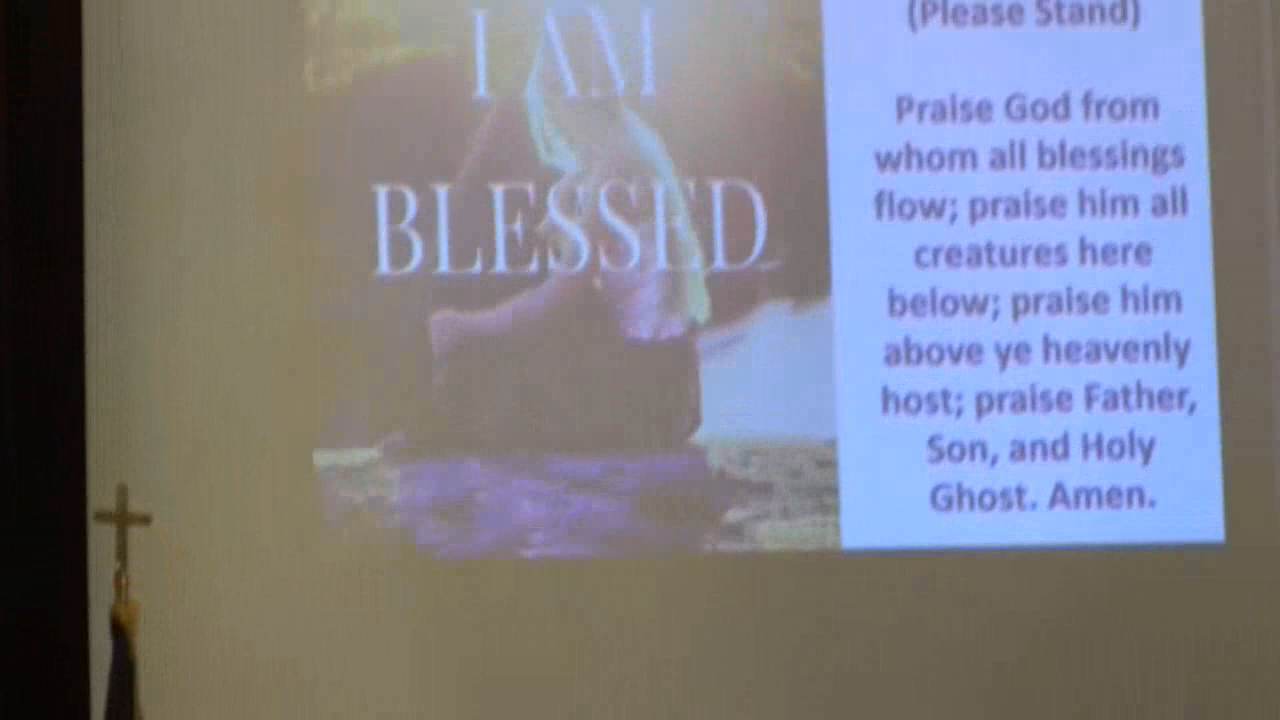 I AM
BLESSED
(Please Stand)
Praise God from
whom all blessings
flow; praise him all
creatures here
below; praise him
above ye heavenly
host; praise Father,
Son, and Holy
Ghost. Amen.